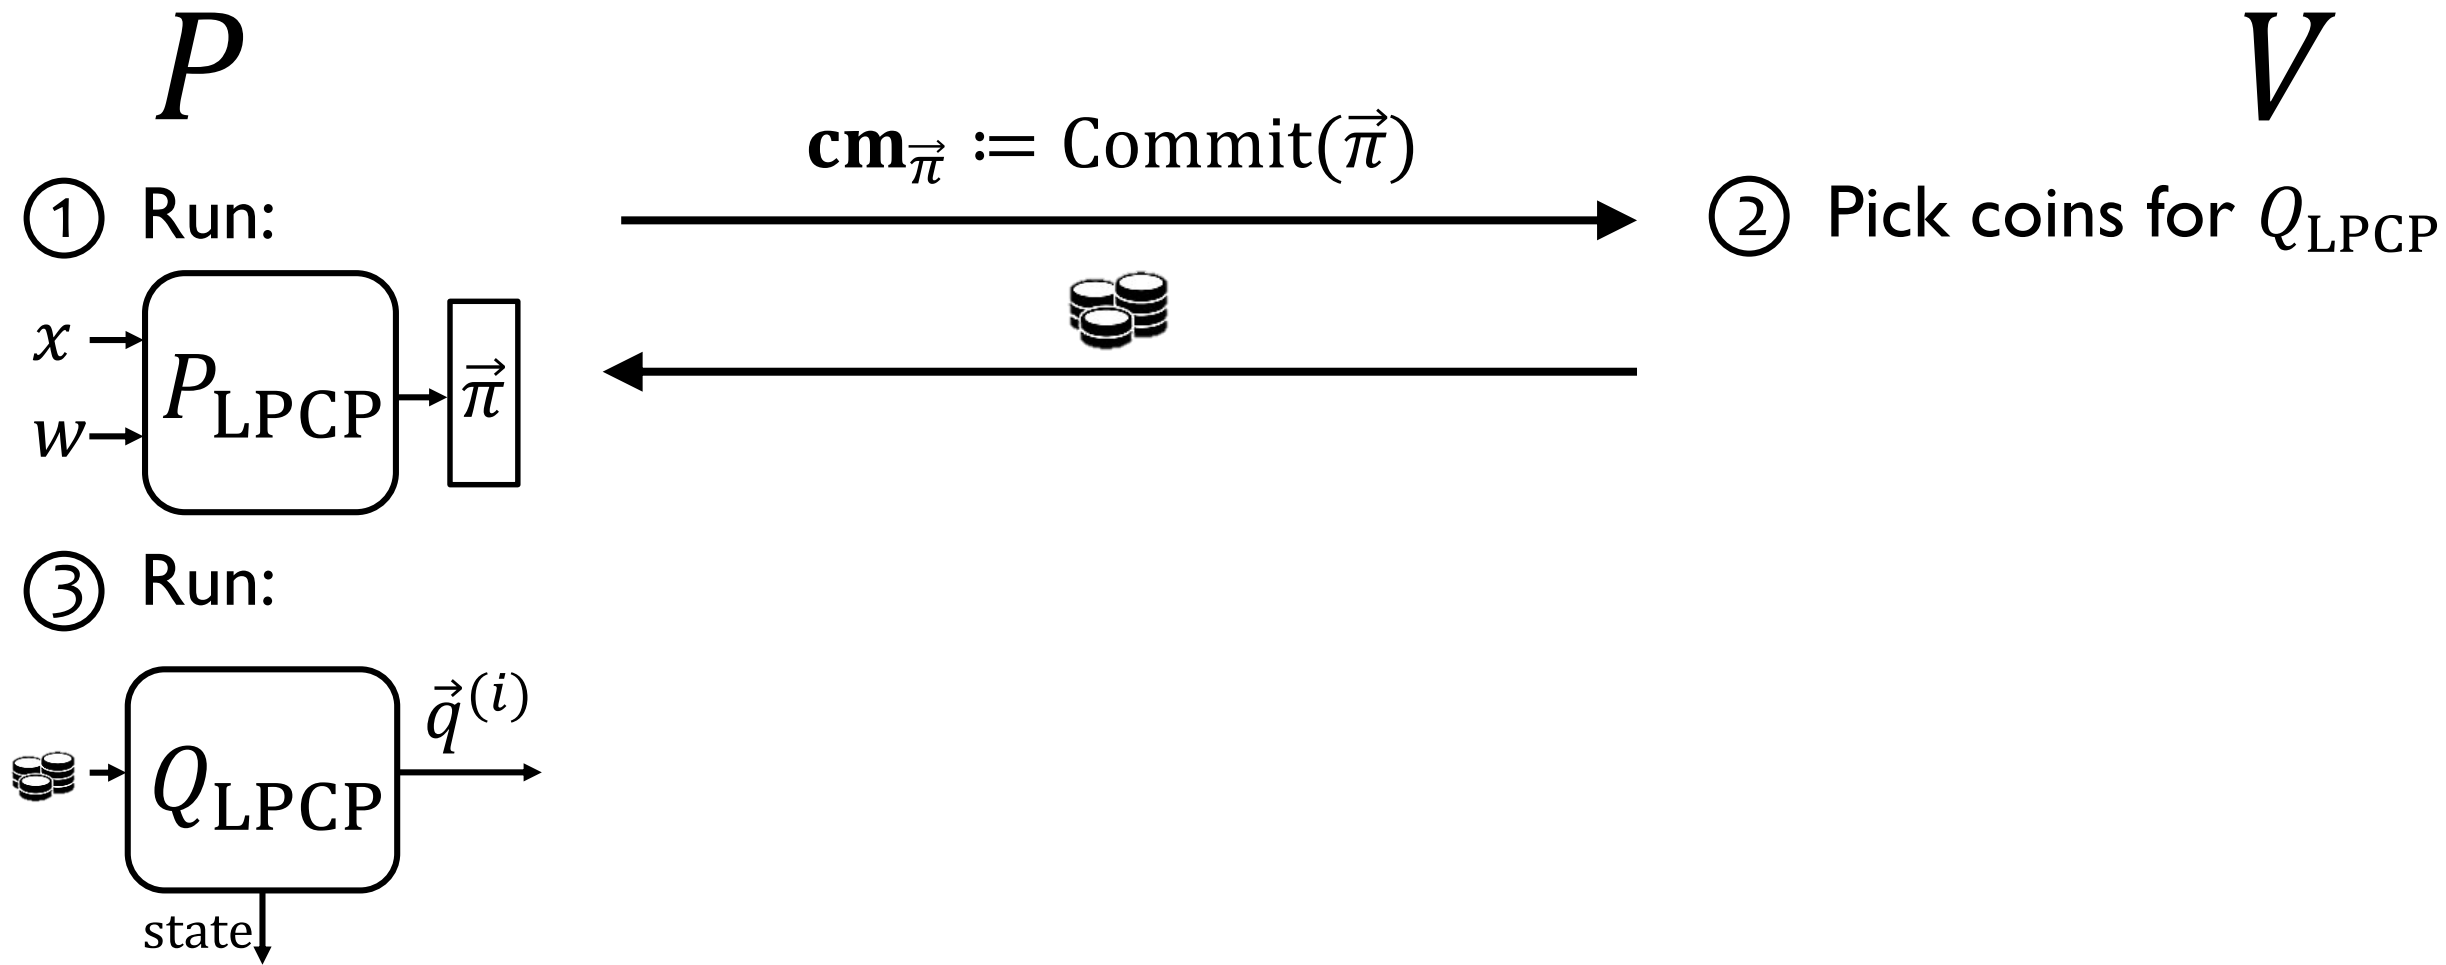 P
V
𝐜𝐦_π⃗ := Commit(π⃗)
① Run:
② Pick coins for Q_LPCP
x
P_LPCP
π⃗
w
③ Run:
q⃗^(i)
Q_LPCP
state